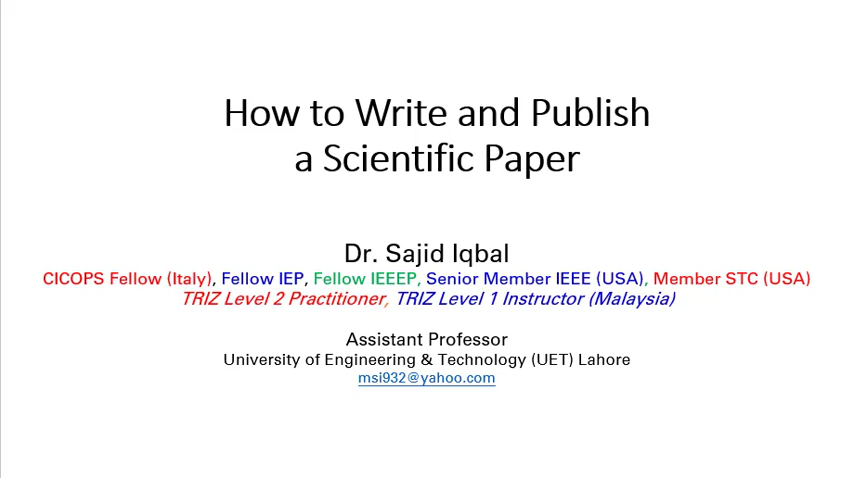 How to Write and Publish
a Scientific Paper
Dr. Sajid Iqbal
CICOPS Fellow (Italy), Fellow IEP, Fellow IEEEP, Senior Member IEEE (USA), Member STC (USA)
TRIZ Level 2 Practitioner, TRIZ Level 1 Instructor (Malaysia)
Assistant Professor
University of Engineering & Technology (UET) Lahore
msi932@yahoo.com